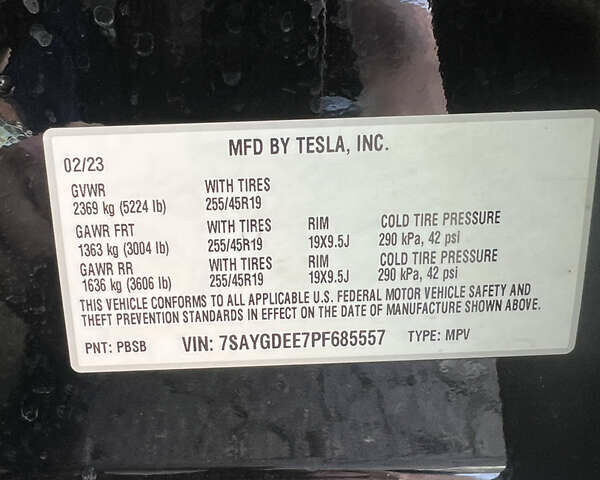 MFD BY TESLA, INC.
02/23
GVWR WITH TIRES
2369 kg (5224 lb) 255/45R19
GAWR FRT WITH TIRES RIM COLD TIRE PRESSURE
1363 kg (3004 lb) 255/45R19 19X9.5J 290 kPa, 42 psi
GAWR RR WITH TIRES RIM COLD TIRE PRESSURE
1636 kg (3606 lb) 255/45R19 19X9.5J 290 kPa, 42 psi
THIS VEHICLE CONFORMS TO ALL APPLICABLE U.S. FEDERAL MOTOR VEHICLE SAFETY AND
THEFT PREVENTION STANDARDS IN EFFECT ON THE DATE OF MANUFACTURE SHOWN ABOVE.
PNT: PBSB VIN: 7SAYGDEE7PF685557 TYPE: MPV